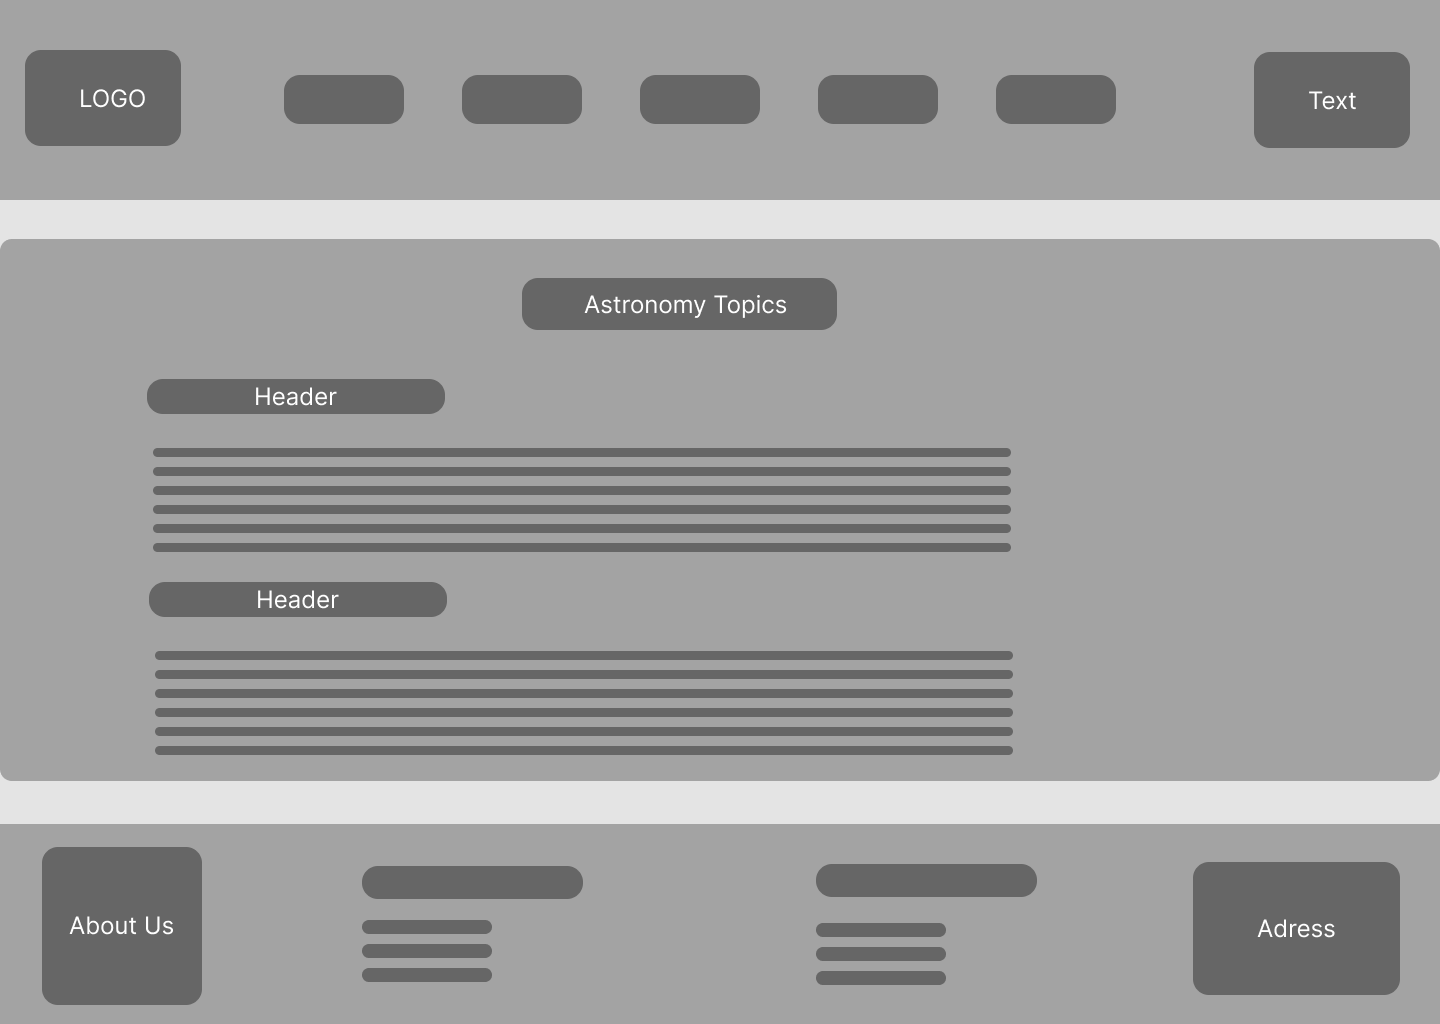 LOGO
Text
Astronomy Topics
Header
Header
About Us
Adress